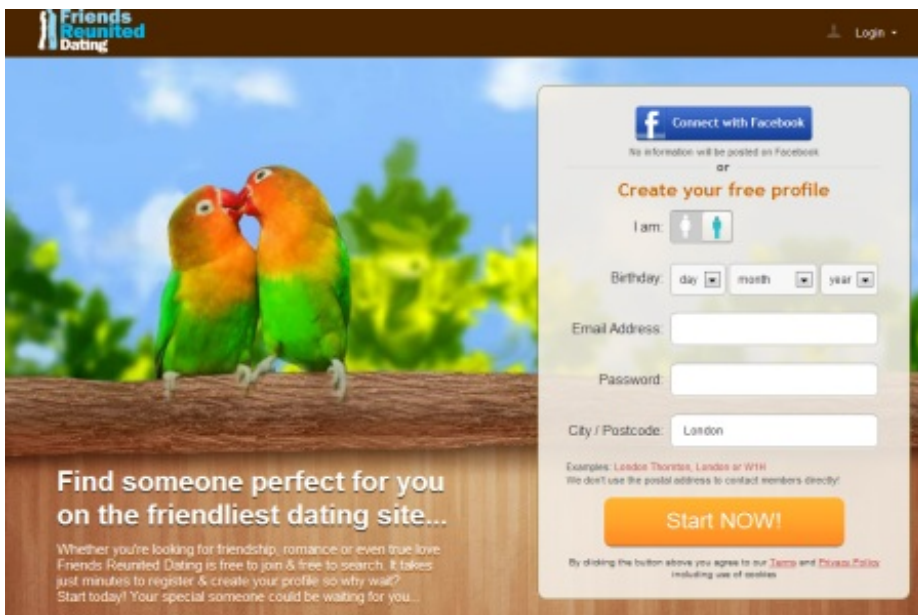 Friends
Reunited
Dating
Login
Connect with Facebook
No information will be posted on Facebook
or
Create your free profile
I am:
Birthday: day month year
Email Address:
Password:
City / Postcode: London
Examples: London Thornton, London or W1H
We don't use the postal address to contact members directly!
Start NOW!
By clicking the button above you agree to our Terms and Privacy Policy
including use of cookies
Find someone perfect for you
on the friendliest dating site...
Whether you're looking for friendship, romance or even true love
Friends Reunited Dating is free to join & free to search. It takes
just minutes to register & create your profile so why wait?
Start today! Your special someone could be waiting for you...